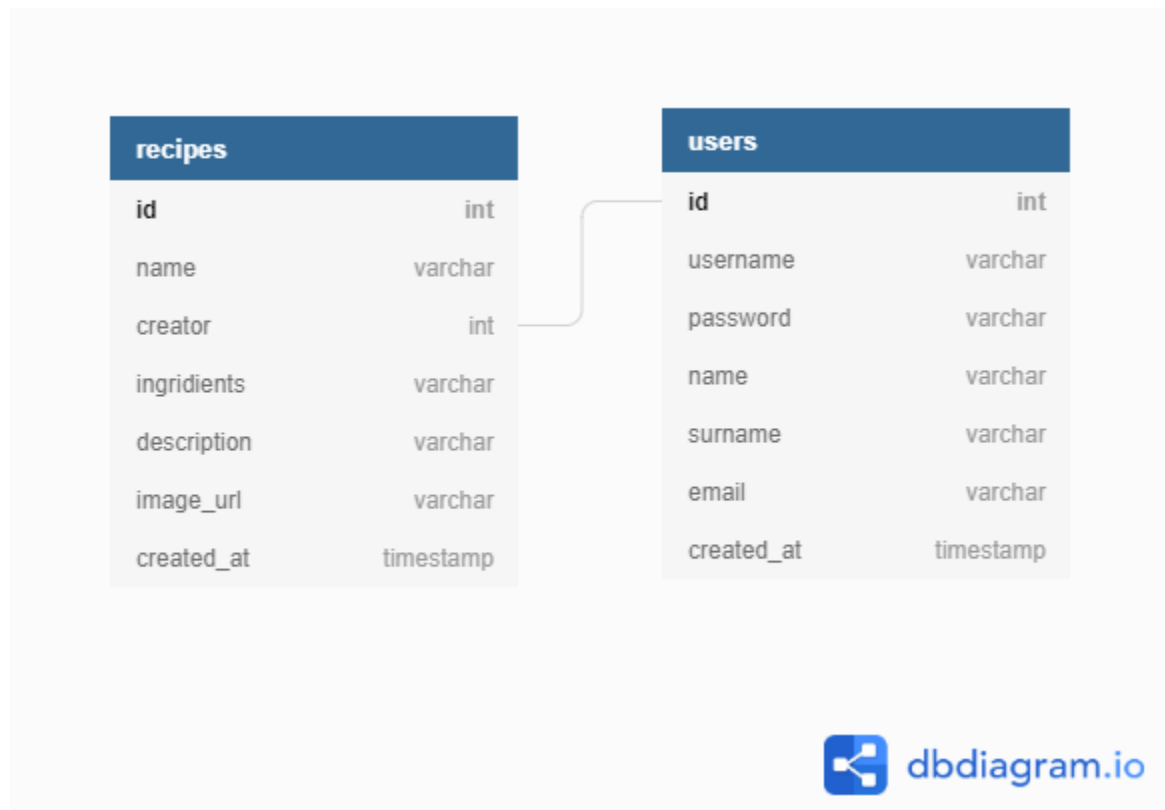 recipes
id int
name varchar
creator int
ingridients varchar
description varchar
image_url varchar
created_at timestamp
users
id int
username varchar
password varchar
name varchar
surname varchar
email varchar
created_at timestamp
dbdiagram.io